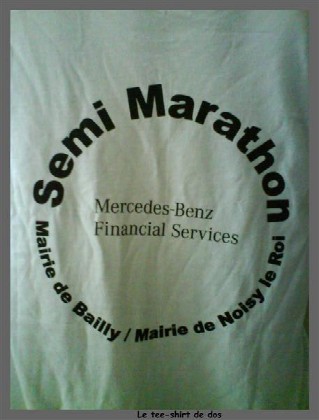 Semi Marathon
Mercedes-Benz
Financial Services
Mairie de Bailly / Mairie de Noisy le Roi
Le tee-shirt de dos